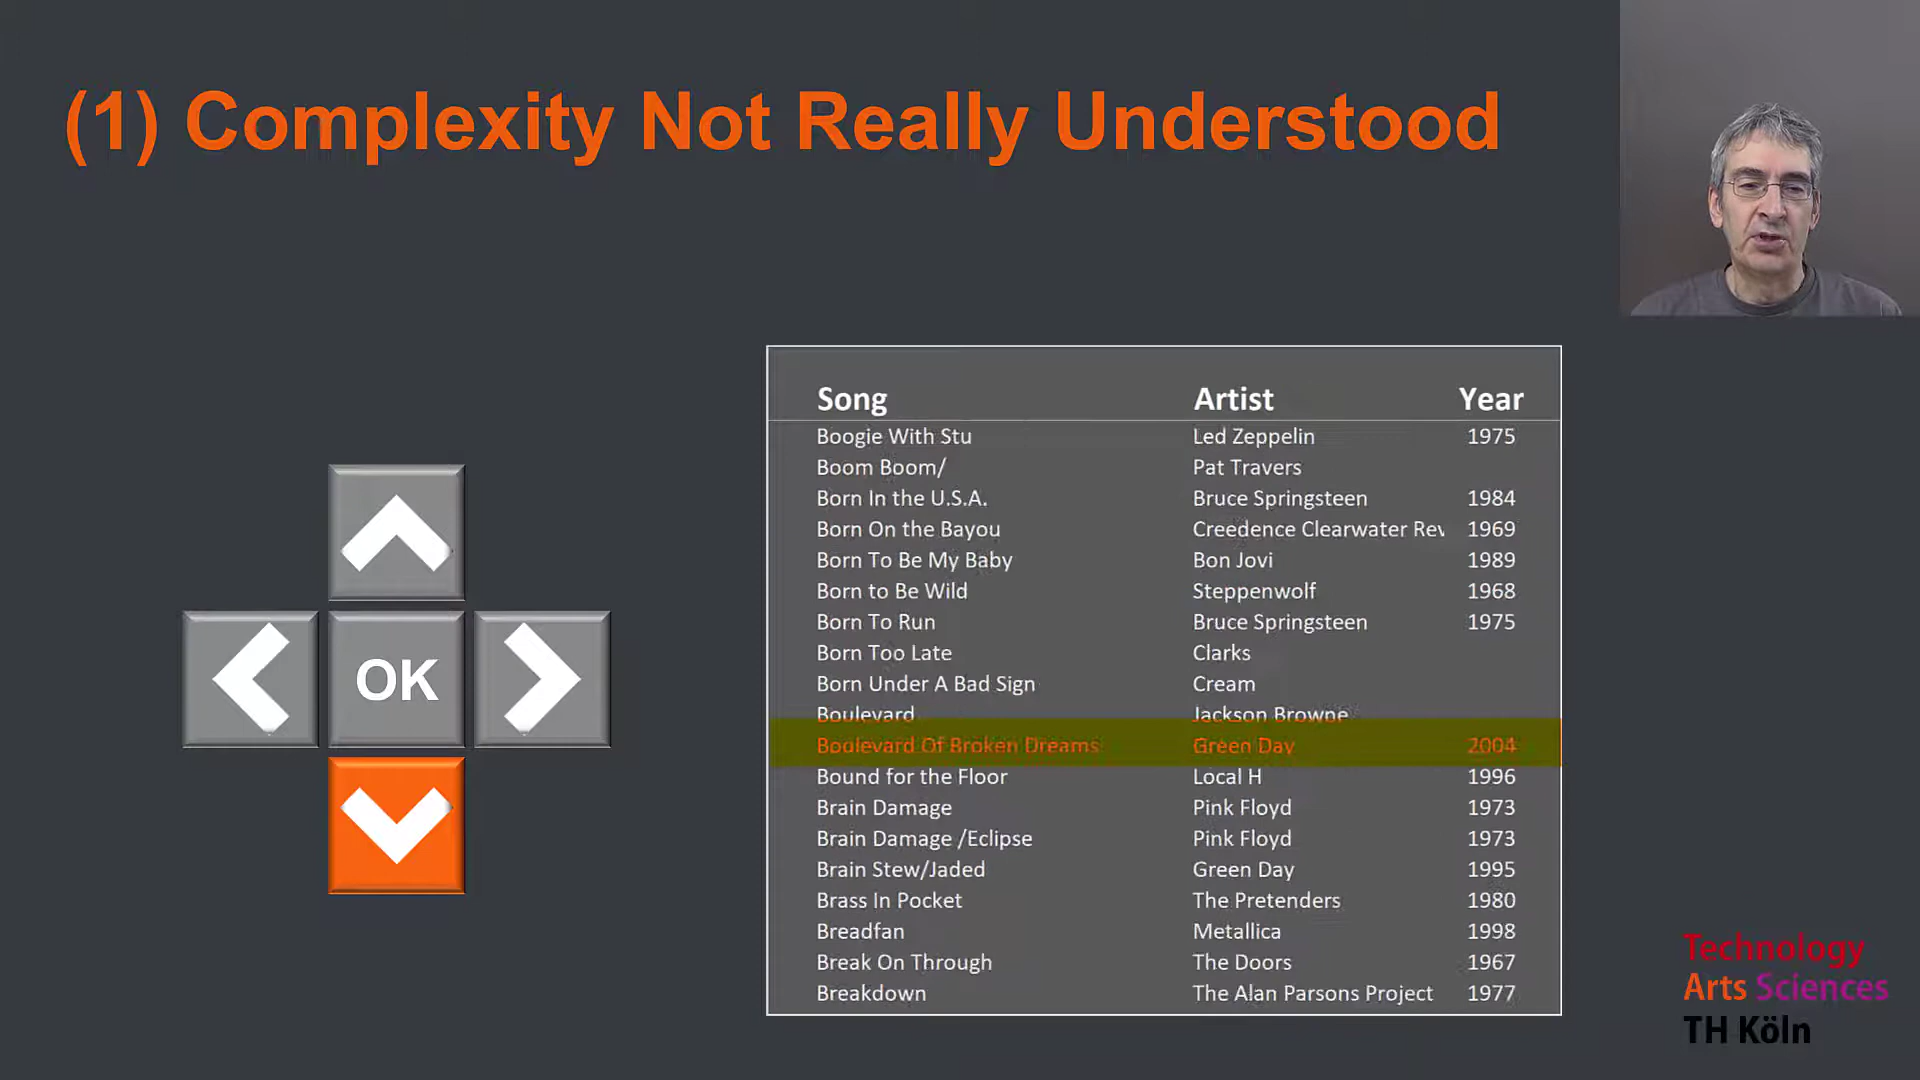 (1) Complexity Not Really Understood
Song Artist Year
Boogie With Stu Led Zeppelin 1975
Boom Boom/ Pat Travers
Born In the U.S.A. Bruce Springsteen 1984
Born On the Bayou Creedence Clearwater Rev 1969
Born To Be My Baby Bon Jovi 1989
Born to Be Wild Steppenwolf 1968
Born To Run Bruce Springsteen 1975
Born Too Late Clarks
Born Under A Bad Sign Cream
Boulevard Jackson Browne
Boulevard Of Broken Dreams Green Day 2004
Bound for the Floor Local H 1996
Brain Damage Pink Floyd 1973
Brain Damage /Eclipse Pink Floyd 1973
Brain Stew/Jaded Green Day 1995
Brass In Pocket The Pretenders 1980
Breadfan Metallica 1998
Break On Through The Doors 1967
Breakdown The Alan Parsons Project 1977
OK
Technology
Arts Sciences
TH Köln